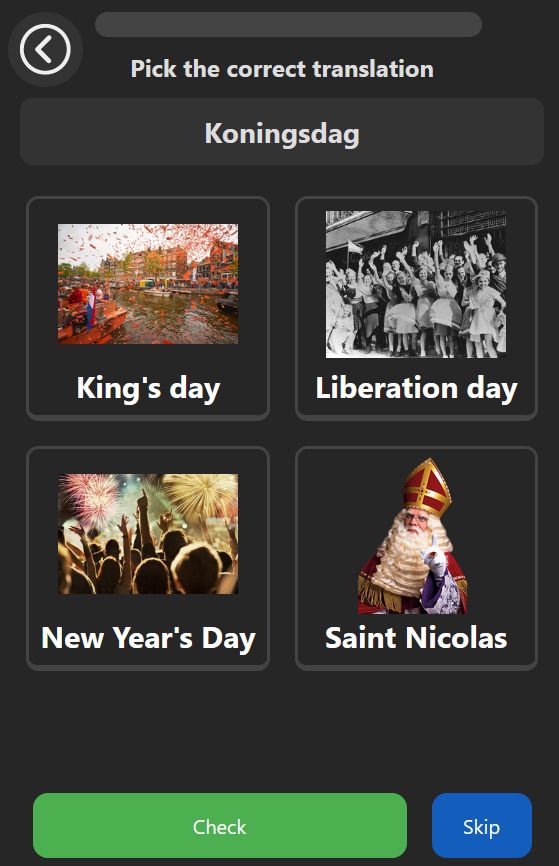 Pick the correct translation
Koningsdag
King's day
Liberation day
New Year's Day
Saint Nicolas
Check
Skip